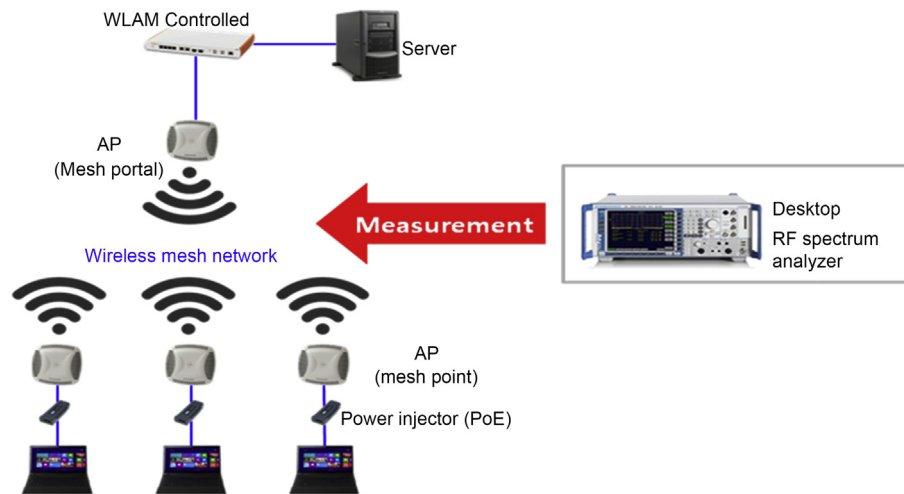 WLAM Controlled
Server
AP
(Mesh portal)
Measurement
Desktop
RF spectrum
analyzer
Wireless mesh network
AP
(mesh point)
Power injector (PoE)